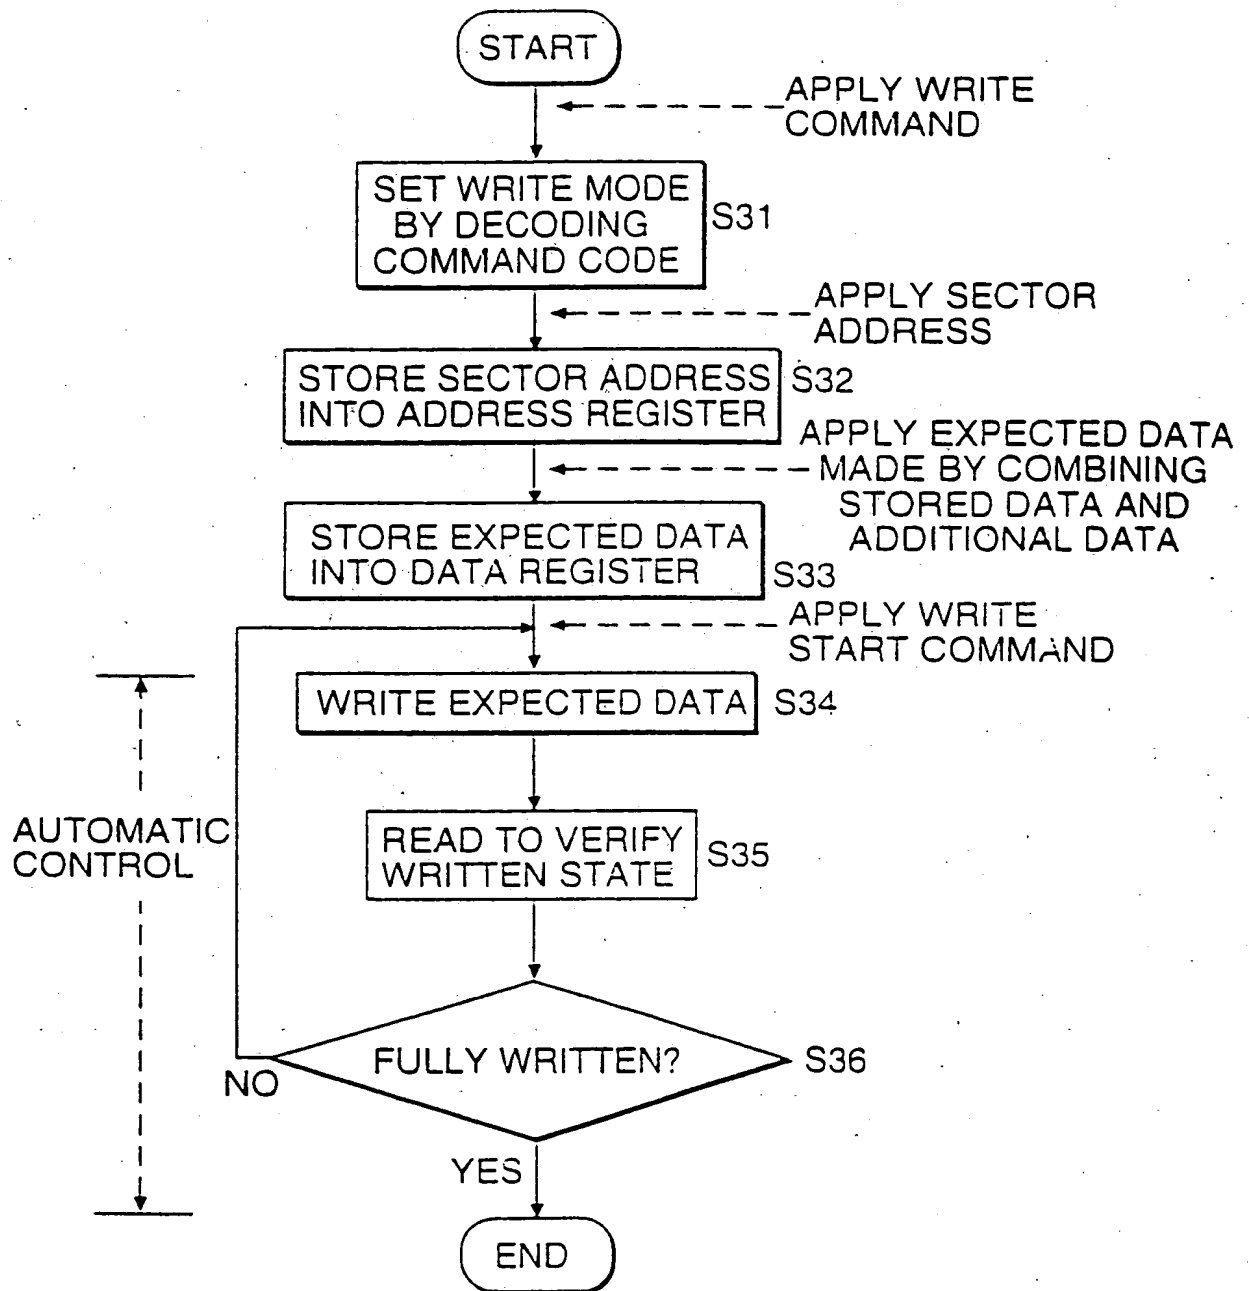 START
APPLY WRITE
COMMAND
SET WRITE MODE
BY DECODING
COMMAND CODE
S31
APPLY SECTOR
ADDRESS
STORE SECTOR ADDRESS
INTO ADDRESS REGISTER
S32
APPLY EXPECTED DATA
MADE BY COMBINING
STORED DATA AND
ADDITIONAL DATA
STORE EXPECTED DATA
INTO DATA REGISTER
S33
APPLY WRITE
START COMMAND
WRITE EXPECTED DATA
S34
AUTOMATIC
CONTROL
READ TO VERIFY
WRITTEN STATE
S35
FULLY WRITTEN?
S36
NO
YES
END